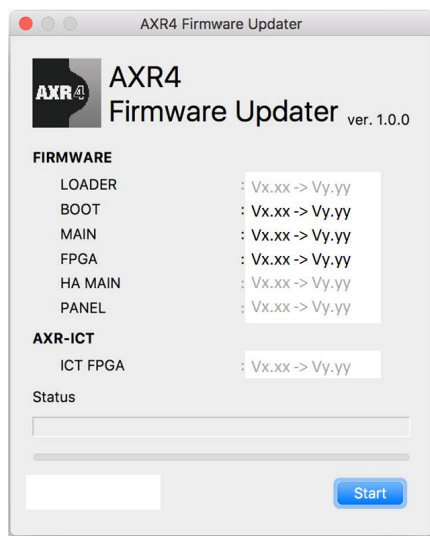 AXR4 Firmware Updater
AXR4
AXR4
Firmware Updater ver. 1.0.0
FIRMWARE
LOADER : Vx.xx -> Vy.yy
BOOT : Vx.xx -> Vy.yy
MAIN : Vx.xx -> Vy.yy
FPGA : Vx.xx -> Vy.yy
HA MAIN : Vx.xx -> Vy.yy
PANEL : Vx.xx -> Vy.yy
AXR-ICT
ICT FPGA : Vx.xx -> Vy.yy
Status
Start